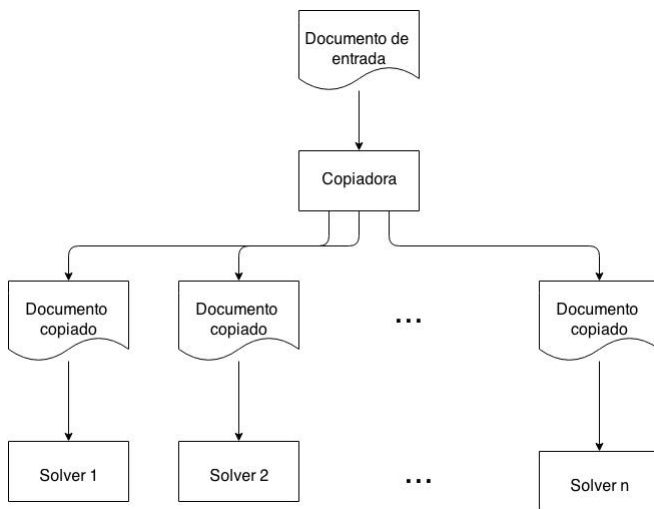 Documento de
entrada
Copiadora
Documento
copiado
Documento
copiado
...
Documento
copiado
Solver 1
Solver 2
...
Solver n